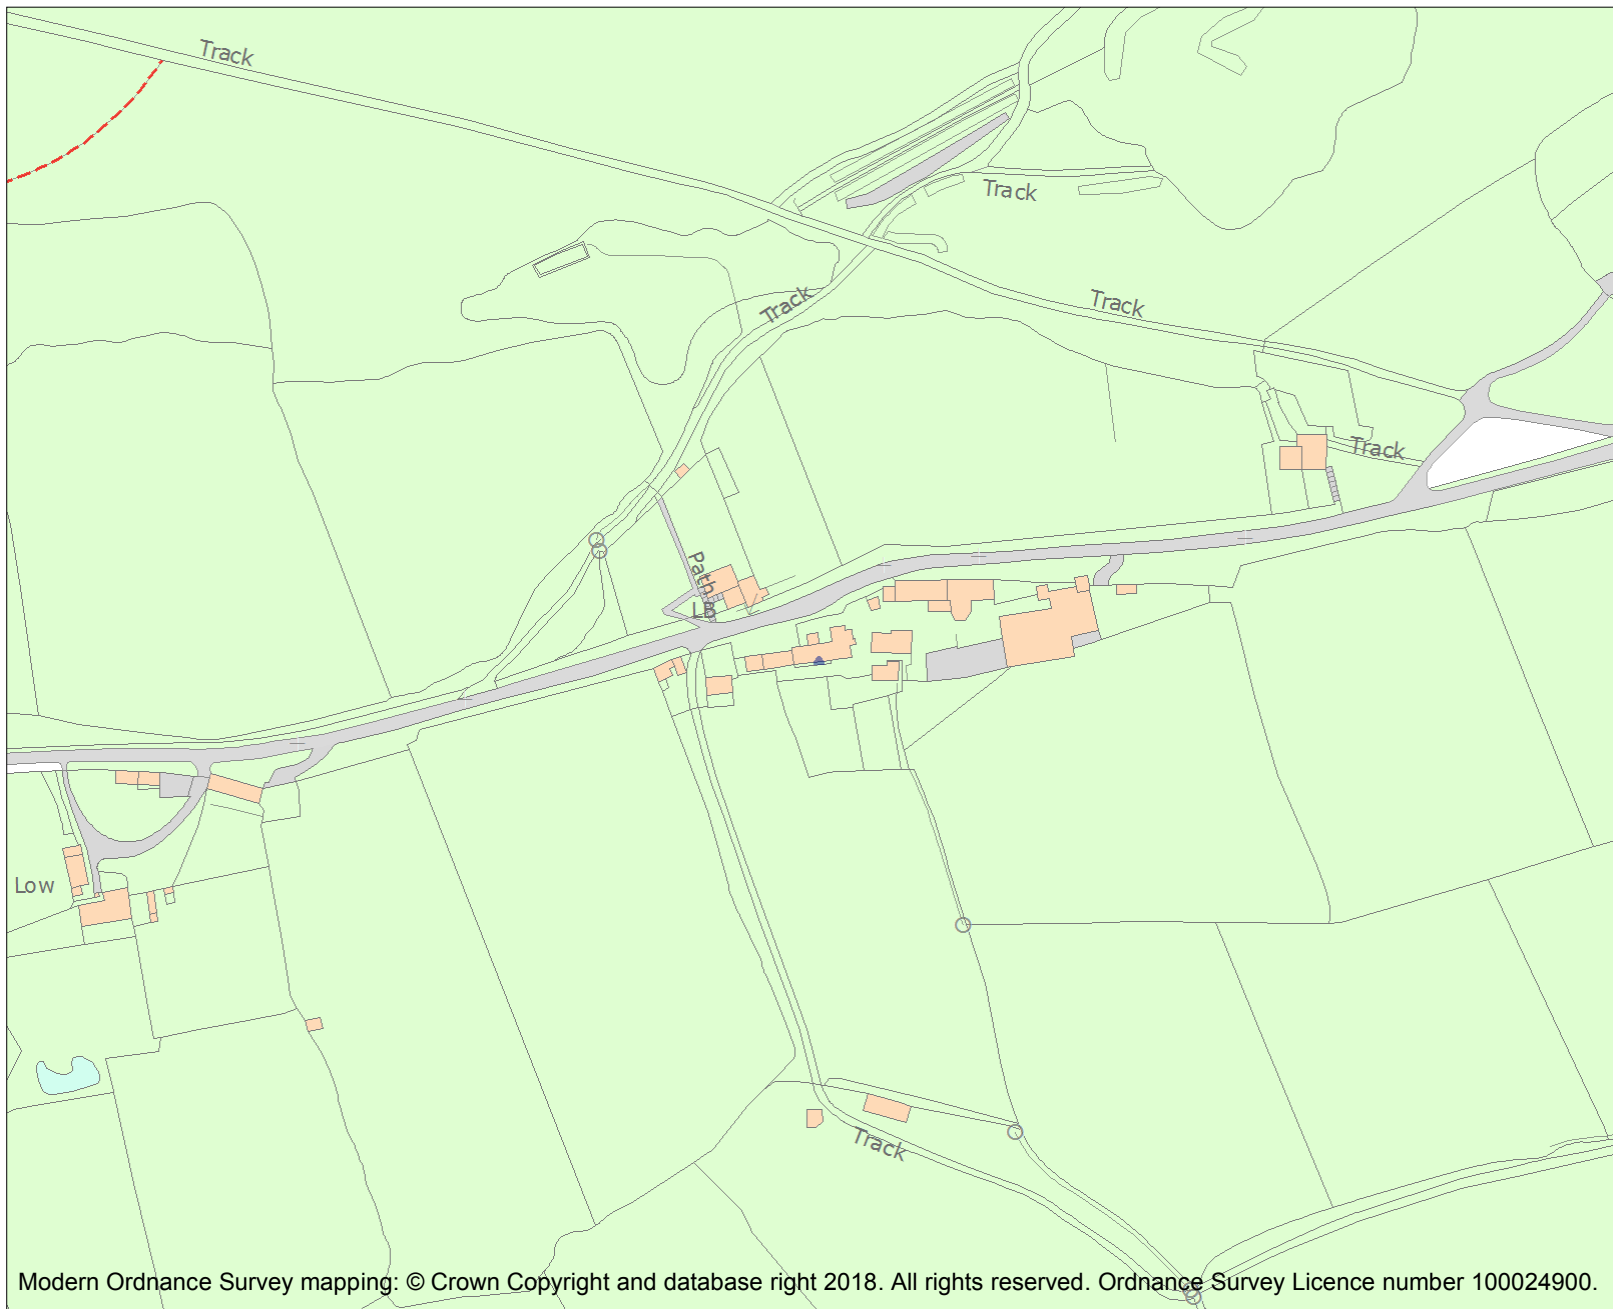 Track
Track
Track
Track
Track
Path
LB
Low
Track
Modern Ordnance Survey mapping: © Crown Copyright and database right 2018. All rights reserved. Ordnance Survey Licence number 100024900.